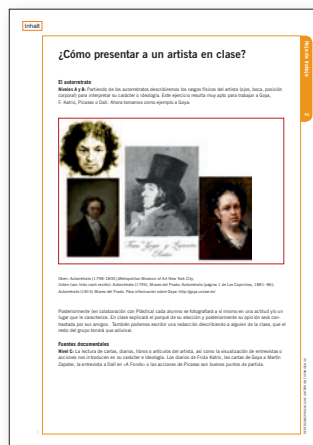 Inhalt
¿Cómo presentar a un artista en clase?
2
El autorretrato
Niveles A y B: Partiendo de los autorretratos describiremos los rasgos físicos del artista (ojos, boca, posición
corporal) para interpretar su carácter o ideología. Este ejercicio resulta muy apto para trabajar a Goya,
F. Kahlo, Picasso o Dalí. Ahora tomamos como ejemplo a Goya:
Posteriormente (en colaboración con Plástica) cada alumno se fotografiará a sí mismo en una actitud y/o un
lugar que le caracterice. En clase explicará el porqué de su elección y posteriormente su opinión será con-
trastada por sus amigos. También podemos escribir una redacción describiendo a alguien de la clase, que el
resto del grupo tendrá que adivinar.
Fuentes documentales
Nivel C: La lectura de cartas, diarios, libros o artículos del artista, así como la visualización de entrevistas o
acciones nos introducen en su carácter e ideología. Los diarios de Frida Kahlo, las cartas de Goya a Martín
Zapater, la entrevista a Dalí en «A Fondo» o las acciones de Picasso son buenos puntos de partida.